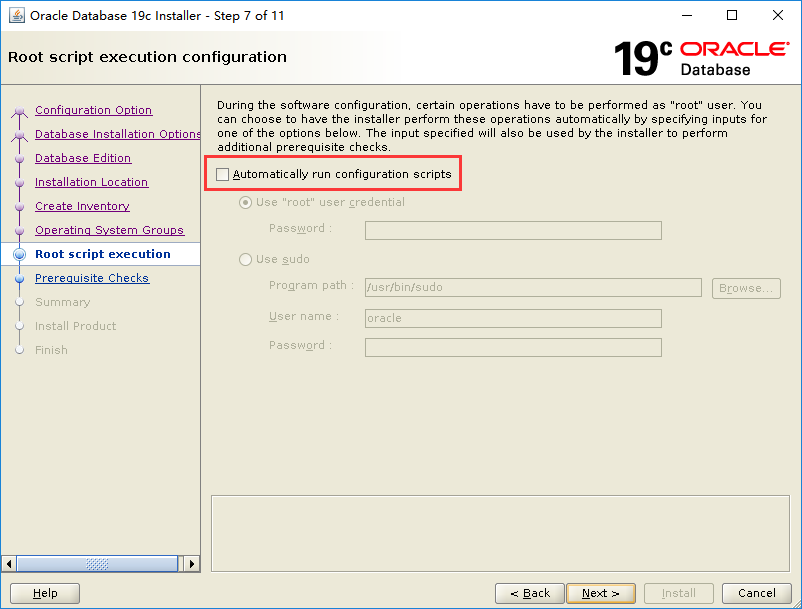 Oracle Database 19c Installer - Step 7 of 11
Root script execution configuration
19c ORACLE
Database
Configuration Option
Database Installation Options
Database Edition
Installation Location
Create Inventory
Operating System Groups
Root script execution
Prerequisite Checks
Summary
Install Product
Finish
During the software configuration, certain operations have to be performed as "root" user. You
can choose to have the installer perform these operations automatically by specifying inputs for
one of the options below. The input specified will also be used by the installer to perform
additional prerequisite checks.
Automatically run configuration scripts
Use "root" user credential
Password :
Use sudo
Program path : /usr/bin/sudo Browse...
User name : oracle
Password :
Help < Back Next > Install Cancel